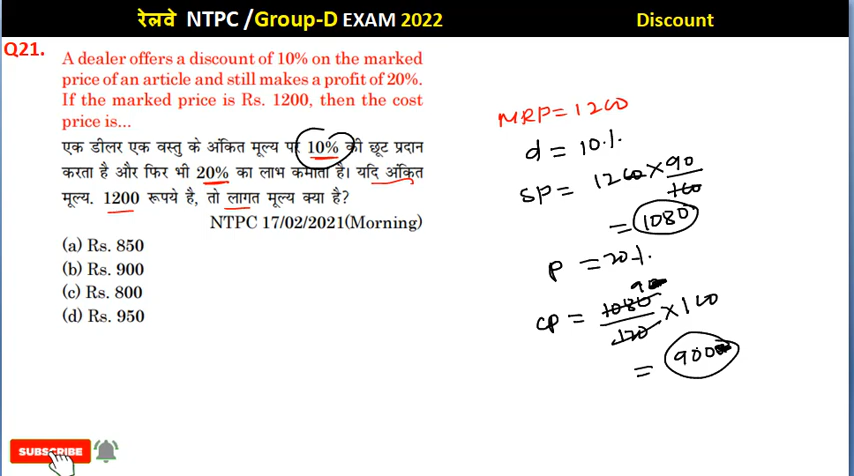 रेलवे NTPC /Group-D EXAM 2022
Discount
Q21.
A dealer offers a discount of 10% on the marked
price of an article and still makes a profit of 20%.
If the marked price is Rs. 1200, then the cost
price is...
एक डीलर एक वस्तु के अंकित मूल्य पर 10% की छूट प्रदान
करता है और फिर भी 20% का लाभ कमाता है। यदि अंकित
मूल्य. 1200 रूपये है, तो लागत मूल्य क्या है?
NTPC 17/02/2021(Morning)
(a) Rs. 850
(b) Rs. 900
(c) Rs. 800
(d) Rs. 950
MRP = 1200
d = 10%.
SP = 1200 × 90/100
= 1080
P = 20%.
90
CP = 1080/120 × 100
= 900
SUBSCRIBE